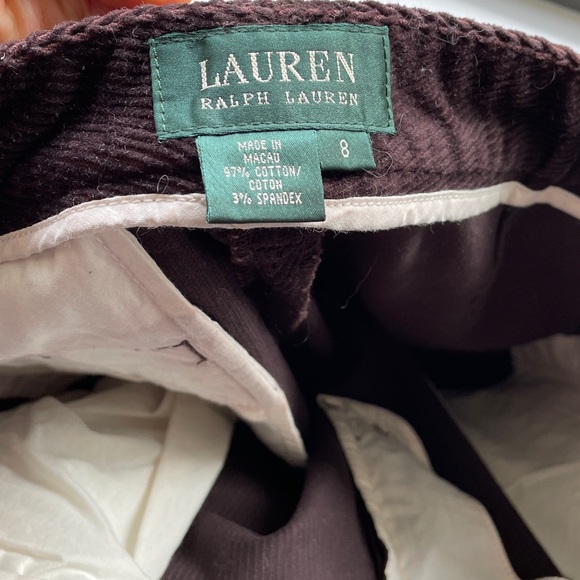 LAUREN
RALPH LAUREN
8
MADE IN
MACAU
97% COTTON/
COTON
3% SPANDEX